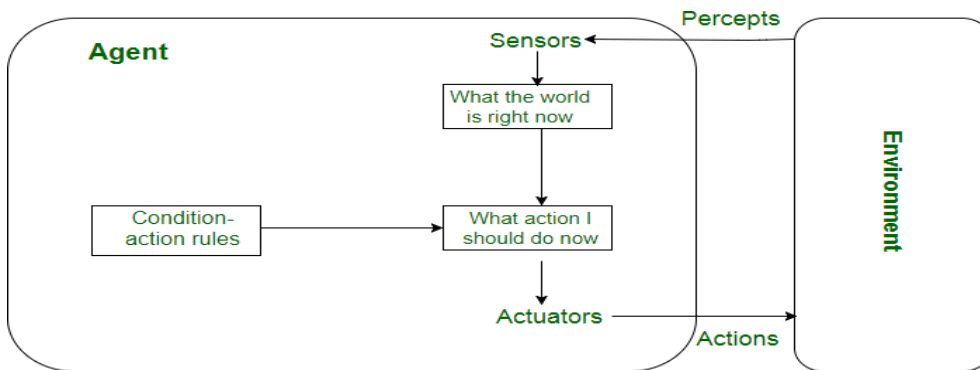 Percepts
Agent
Sensors
What the world
is right now
Environment
Condition-
action rules
What action I
should do now
Actuators
Actions